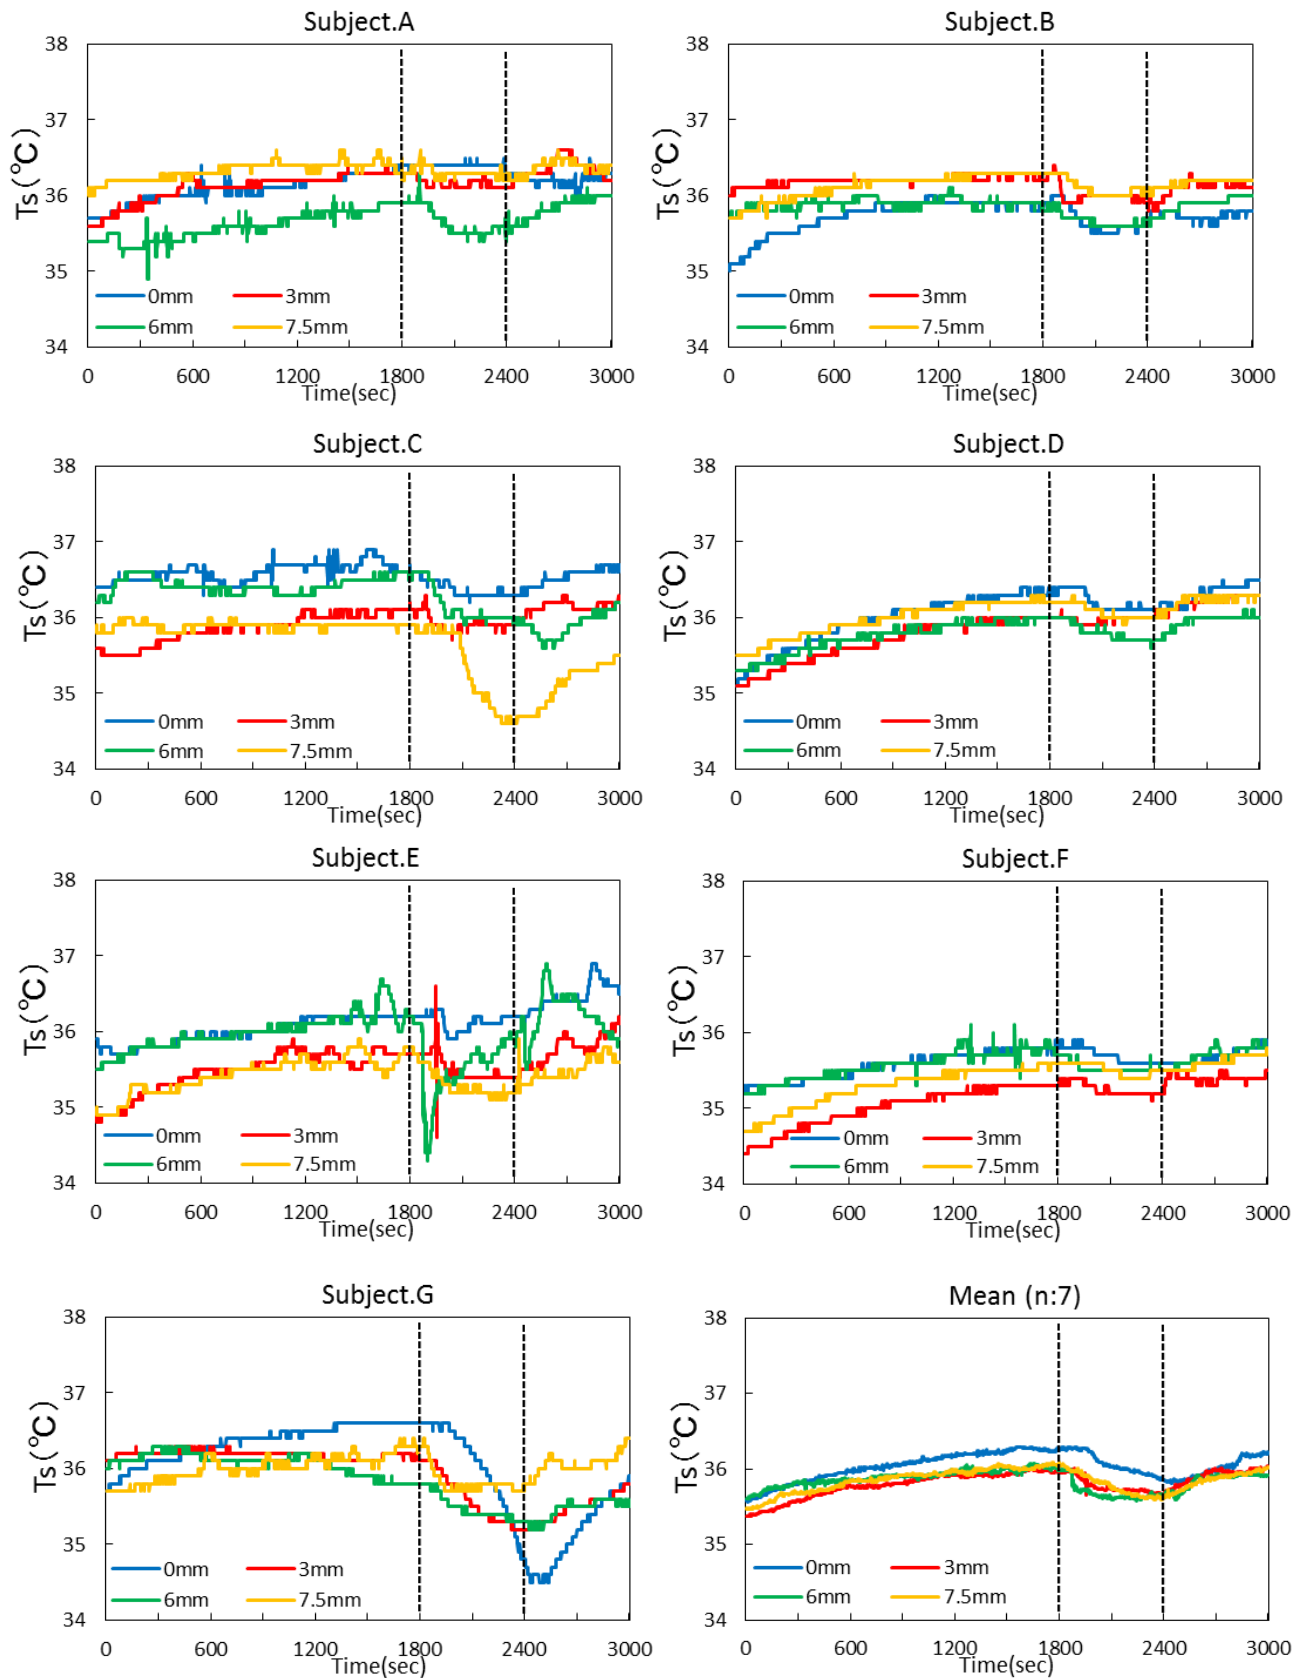 Subject.A
38
37
36
35
34
Ts(℃)
0mm 3mm
6mm 7.5mm
0 600 1200 1800 2400 3000
Time(sec)
Subject.B
38
37
36
35
34
Ts(℃)
0mm 3mm
6mm 7.5mm
0 600 1200 1800 2400 3000
Time(sec)
Subject.C
38
37
36
35
34
Ts(℃)
0mm 3mm
6mm 7.5mm
0 600 1200 1800 2400 3000
Time(sec)
Subject.D
38
37
36
35
34
Ts(℃)
0mm 3mm
6mm 7.5mm
0 600 1200 1800 2400 3000
Time(sec)
Subject.E
38
37
36
35
34
Ts(℃)
0mm 3mm
6mm 7.5mm
0 600 1200 1800 2400 3000
Time(sec)
Subject.F
38
37
36
35
34
Ts(℃)
0mm 3mm
6mm 7.5mm
0 600 1200 1800 2400 3000
Time(sec)
Subject.G
38
37
36
35
34
Ts(℃)
0mm 3mm
6mm 7.5mm
0 600 1200 1800 2400 3000
Time(sec)
Mean (n:7)
38
37
36
35
34
Ts(℃)
0mm 3mm
6mm 7.5mm
0 600 1200 1800 2400 3000
Time(sec)